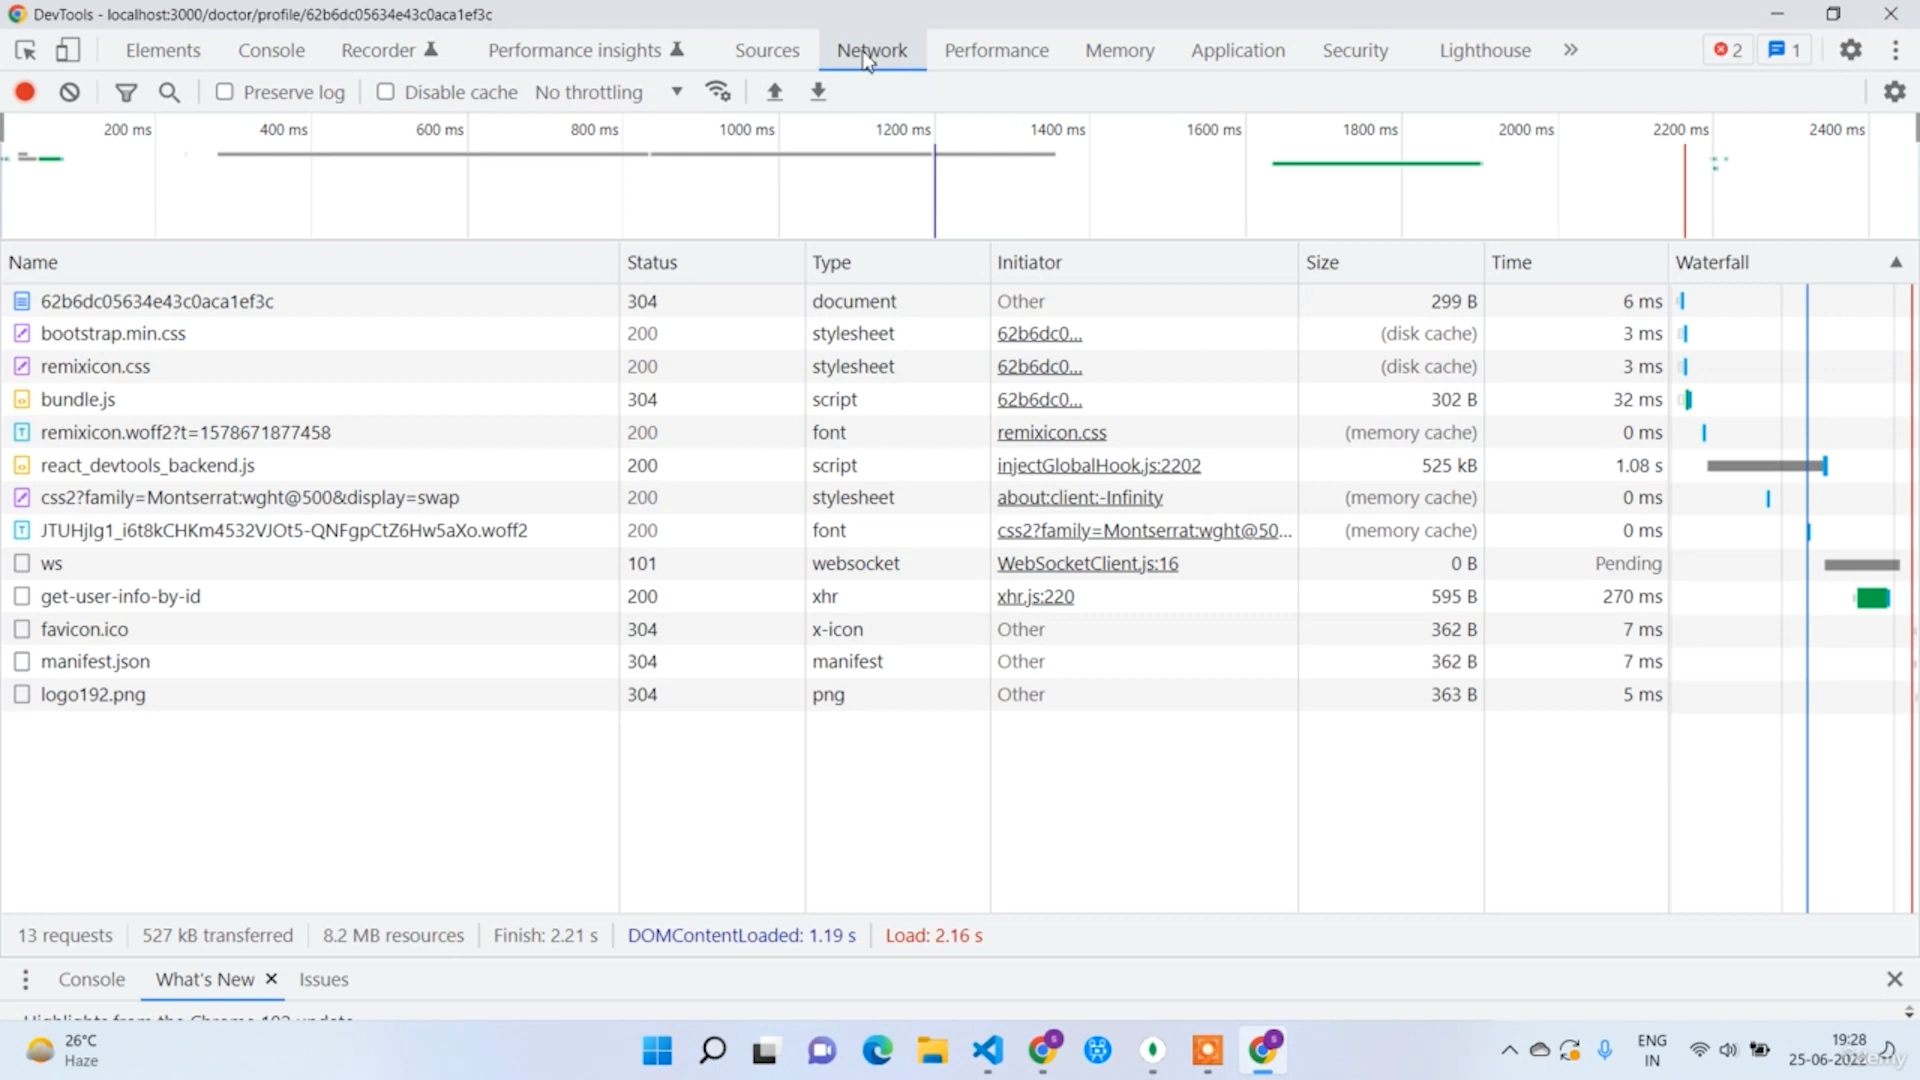 DevTools - localhost:3000/doctor/profile/62b6dc05634e43c0aca1ef3c
Elements Console Recorder Performance insights Sources Network Performance Memory Application Security Lighthouse 2 1
Preserve log Disable cache No throttling
200 ms 400 ms 600 ms 800 ms 1000 ms 1200 ms 1400 ms 1600 ms 1800 ms 2000 ms 2200 ms 2400 ms
Name Status Type Initiator Size Time Waterfall
62b6dc05634e43c0aca1ef3c 304 document Other 299 B 6 ms
bootstrap.min.css 200 stylesheet 62b6dc0... (disk cache) 3 ms
remixicon.css 200 stylesheet 62b6dc0... (disk cache) 3 ms
bundle.js 304 script 62b6dc0... 302 B 32 ms
remixicon.woff2?t=1578671877458 200 font remixicon.css (memory cache) 0 ms
react_devtools_backend.js 200 script injectGlobalHook.js:2202 525 kB 1.08 s
css2?family=Montserrat:wght@500&display=swap 200 stylesheet about:client:-Infinity (memory cache) 0 ms
JTUHjIg1_i6t8kCHKm4532VJOt5-QNFgpCtZ6Hw5aXo.woff2 200 font css2?family=Montserrat:wght@50... (memory cache) 0 ms
ws 101 websocket WebSocketClient.js:16 0 B Pending
get-user-info-by-id 200 xhr xhr.js:220 595 B 270 ms
favicon.ico 304 x-icon Other 362 B 7 ms
manifest.json 304 manifest Other 362 B 7 ms
logo192.png 304 png Other 363 B 5 ms
13 requests 527 kB transferred 8.2 MB resources Finish: 2.21 s DOMContentLoaded: 1.19 s Load: 2.16 s
Console What's New Issues
Highlights from the Chrome 102 update
26°C
Haze
ENG
IN
19:28
25-06-2022